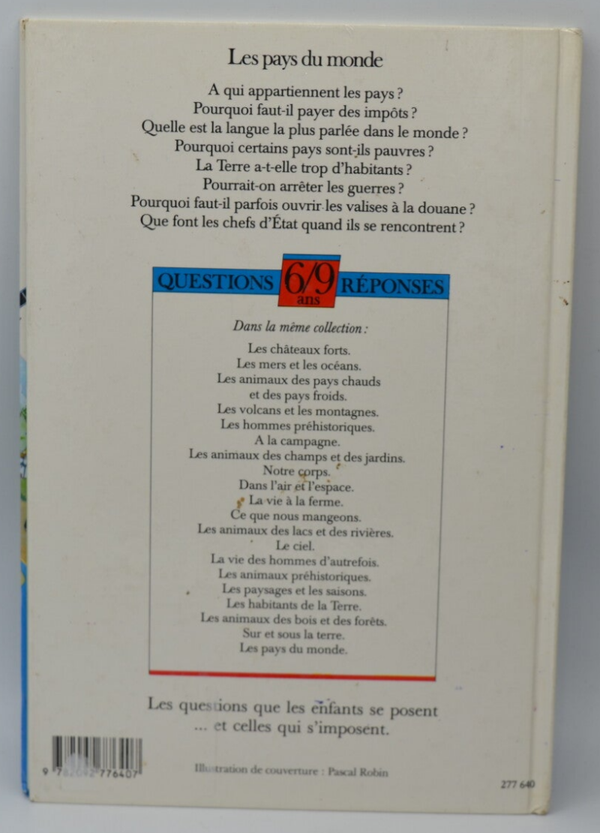 Les pays du monde
A qui appartiennent les pays ?
Pourquoi faut-il payer des impôts ?
Quelle est la langue la plus parlée dans le monde ?
Pourquoi certains pays sont-ils pauvres ?
La Terre a-t-elle trop d'habitants ?
Pourrait-on arrêter les guerres ?
Pourquoi faut-il parfois ouvrir les valises à la douane ?
Que font les chefs d'État quand ils se rencontrent ?
QUESTIONS 6/9 ans RÉPONSES
Dans la même collection :
Les châteaux forts.
Les mers et les océans.
Les animaux des pays chauds
et des pays froids.
Les volcans et les montagnes.
Les hommes préhistoriques.
A la campagne.
Les animaux des champs et des jardins.
Notre corps.
Dans l'air et l'espace.
La vie à la ferme.
Ce que nous mangeons.
Les animaux des lacs et des rivières.
Le ciel.
La vie des hommes d'autrefois.
Les animaux préhistoriques.
Les paysages et les saisons.
Les habitants de la Terre.
Les animaux des bois et des forêts.
Sur et sous la terre.
Les pays du monde.
Les questions que les enfants se posent
... et celles qui s'imposent.
Illustration de couverture : Pascal Robin
9 782092 776407
277 640